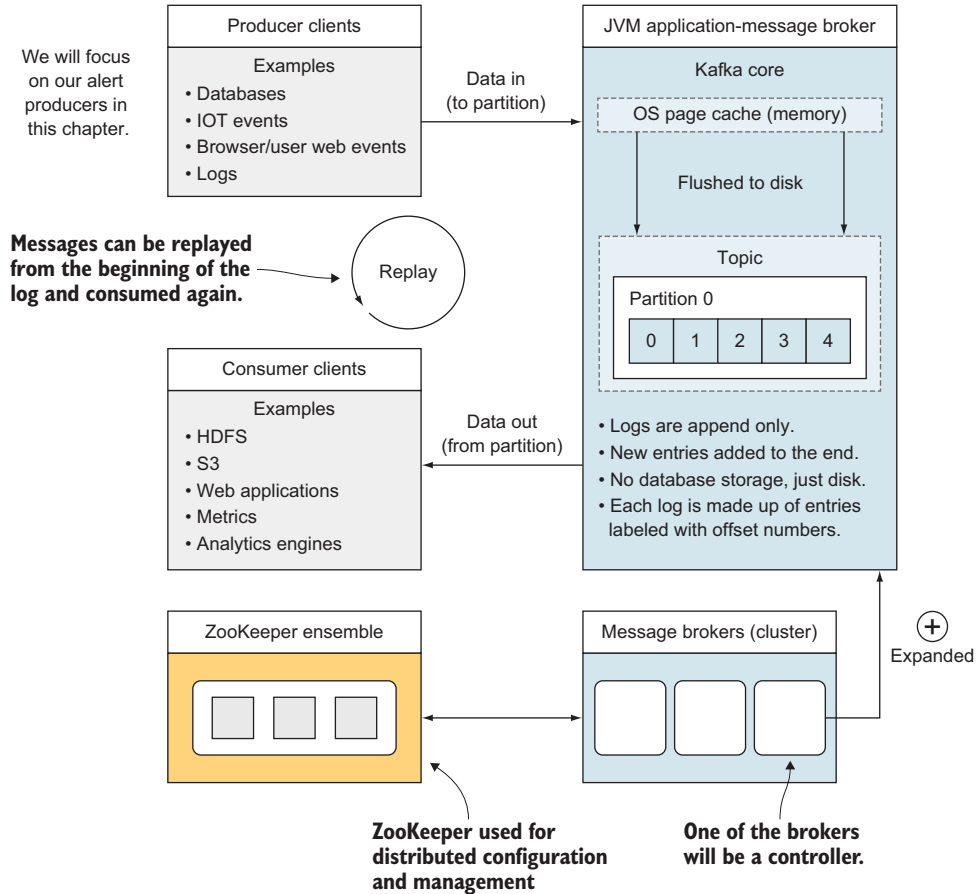 We will focus
on our alert
producers in
this chapter.
Producer clients
Examples
• Databases
• IOT events
• Browser/user web events
• Logs
Data in
(to partition)
JVM application-message broker
Kafka core
OS page cache (memory)
Flushed to disk
Topic
Partition 0
0 1 2 3 4
• Logs are append only.
• New entries added to the end.
• No database storage, just disk.
• Each log is made up of entries
labeled with offset numbers.
Messages can be replayed
from the beginning of the
log and consumed again.
Replay
Consumer clients
Examples
• HDFS
• S3
• Web applications
• Metrics
• Analytics engines
Data out
(from partition)
ZooKeeper ensemble
Message brokers (cluster)
+
Expanded
ZooKeeper used for
distributed configuration
and management
One of the brokers
will be a controller.